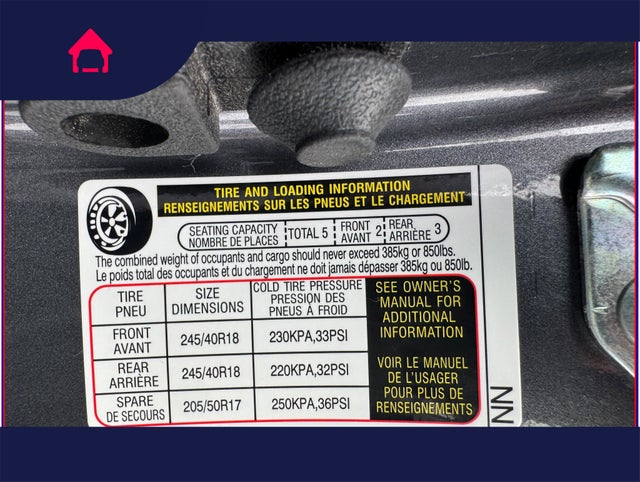 TIRE AND LOADING INFORMATION
RENSEIGNEMENTS SUR LES PNEUS ET LE CHARGEMENT
SEATING CAPACITY TOTAL 5 FRONT 2 REAR 3
NOMBRE DE PLACES AVANT ARRIÈRE
The combined weight of occupants and cargo should never exceed 385kg or 850lbs.
Le poids total des occupants et du chargement ne doit jamais dépasser 385kg ou 850lb.
TIRE PNEU
SIZE DIMENSIONS
COLD TIRE PRESSURE
PRESSION DES
PNEUS À FROID
SEE OWNER'S
MANUAL FOR
ADDITIONAL
INFORMATION
FRONT AVANT 245/40R18 230KPA,33PSI
REAR ARRIÈRE 245/40R18 220KPA,32PSI
SPARE DE SECOURS 205/50R17 250KPA,36PSI
VOIR LE MANUEL
DE L'USAGER
POUR PLUS DE
RENSEIGNEMENTS
NN